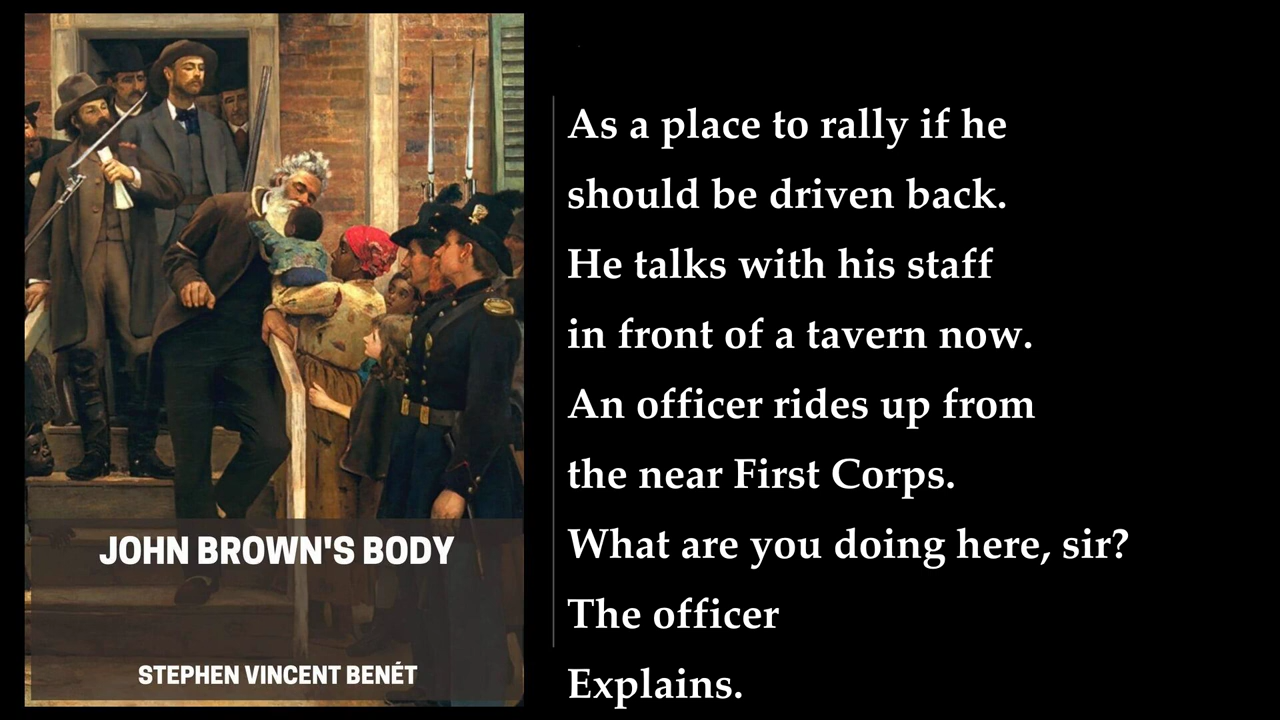 JOHN BROWN'S BODY
STEPHEN VINCENT BENÉT
As a place to rally if he
should be driven back.
He talks with his staff
in front of a tavern now.
An officer rides up from
the near First Corps.
What are you doing here, sir?
The officer
Explains.